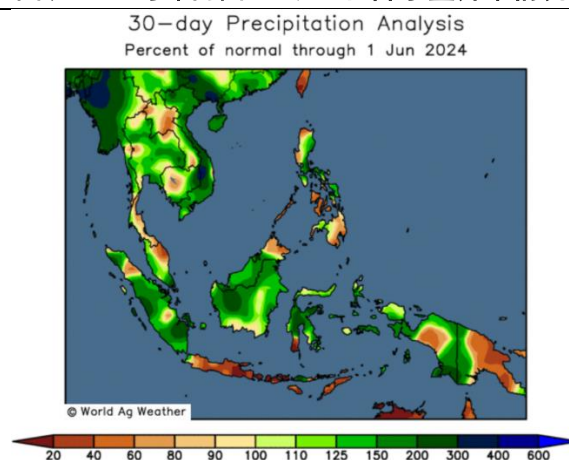 30-day Precipitation Analysis
Percent of normal through 1 Jun 2024
© World Ag Weather
20 40 60 80 90 100 110 125 150 200 300 400 600